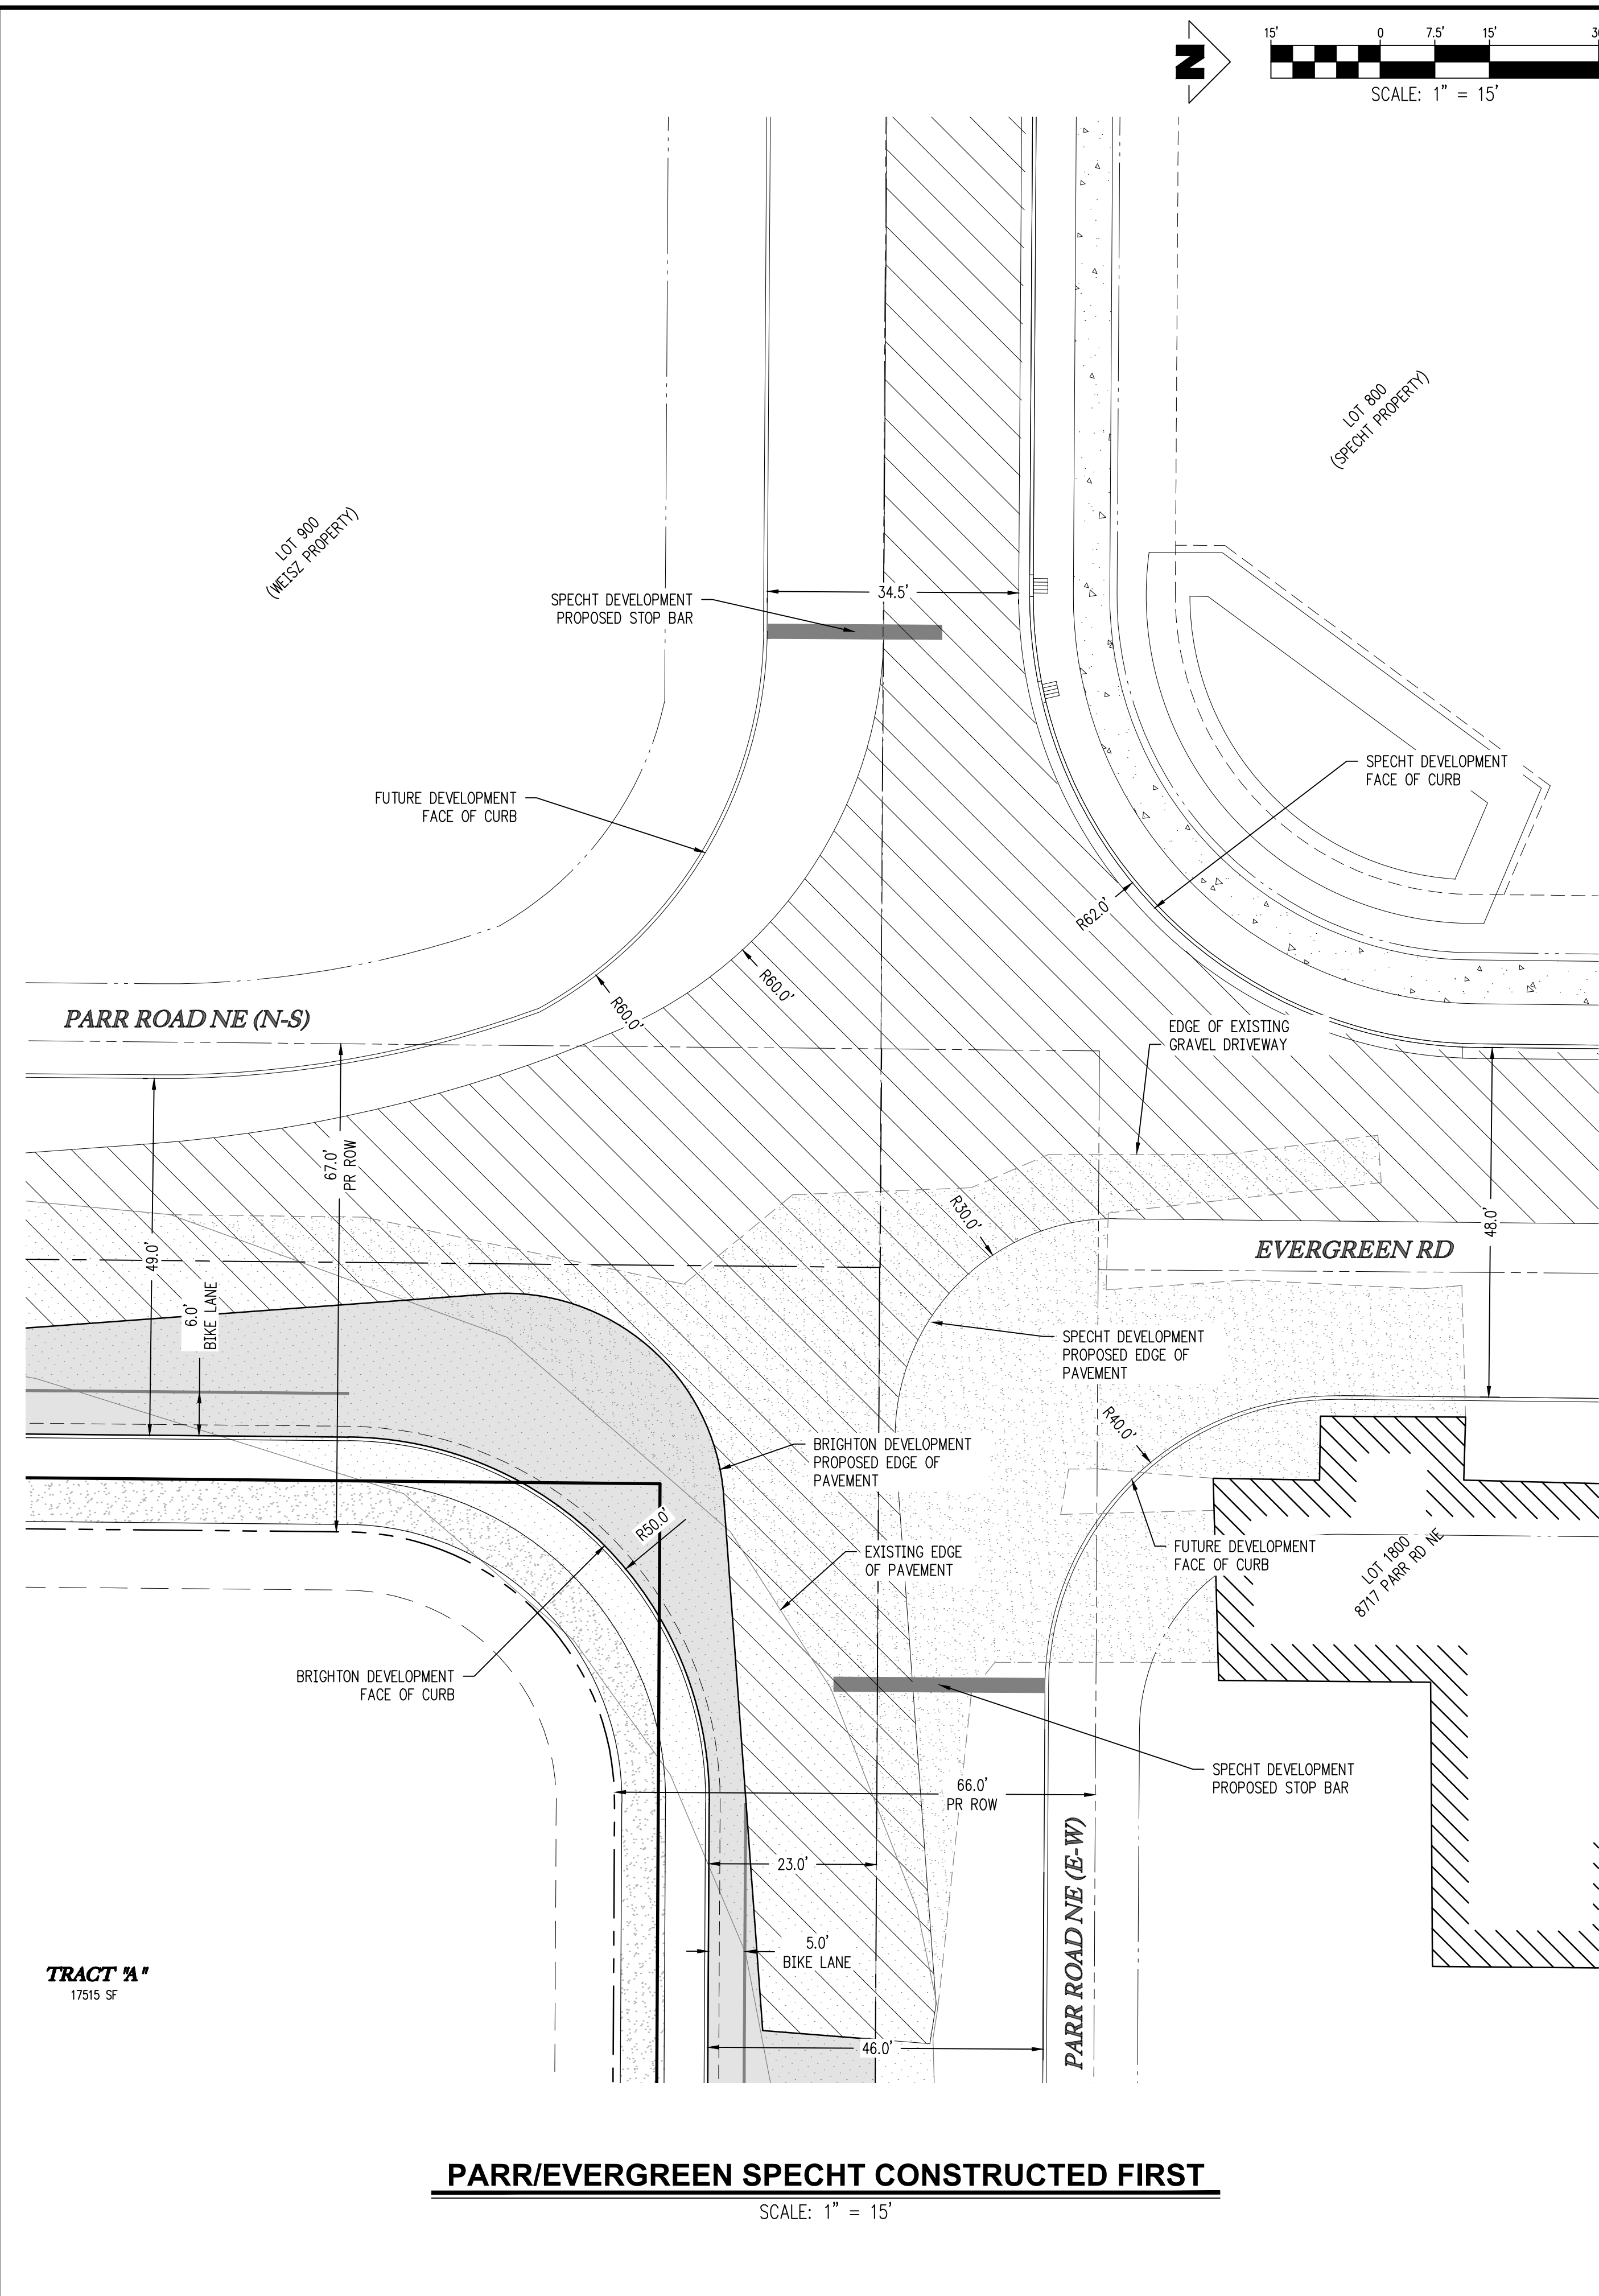 N
15'
0
7.5'
15'
SCALE: 1" = 15'
LOT 800
(SPECHT PROPERTY)
LOT 900
(WEISZ PROPERTY)
34.5'
SPECHT DEVELOPMENT
PROPOSED STOP BAR
SPECHT DEVELOPMENT
FACE OF CURB
FUTURE DEVELOPMENT
FACE OF CURB
R62.0'
R60.0'
R60.0'
PARR ROAD NE (N-S)
EDGE OF EXISTING
GRAVEL DRIVEWAY
67.0'
PR ROW
49.0'
6.0'
BIKE LANE
R30.0'
48.0'
EVERGREEN RD
SPECHT DEVELOPMENT
PROPOSED EDGE OF
PAVEMENT
R40.0'
BRIGHTON DEVELOPMENT
PROPOSED EDGE OF
PAVEMENT
R50.0'
EXISTING EDGE
OF PAVEMENT
FUTURE DEVELOPMENT
FACE OF CURB
LOT 1800
8717 PARR RD NE
BRIGHTON DEVELOPMENT
FACE OF CURB
SPECHT DEVELOPMENT
PROPOSED STOP BAR
66.0'
PR ROW
23.0'
PARR ROAD NE (E-W)
5.0'
BIKE LANE
TRACT "A"
17515 SF
46.0'
PARR/EVERGREEN SPECHT CONSTRUCTED FIRST
SCALE: 1" = 15'